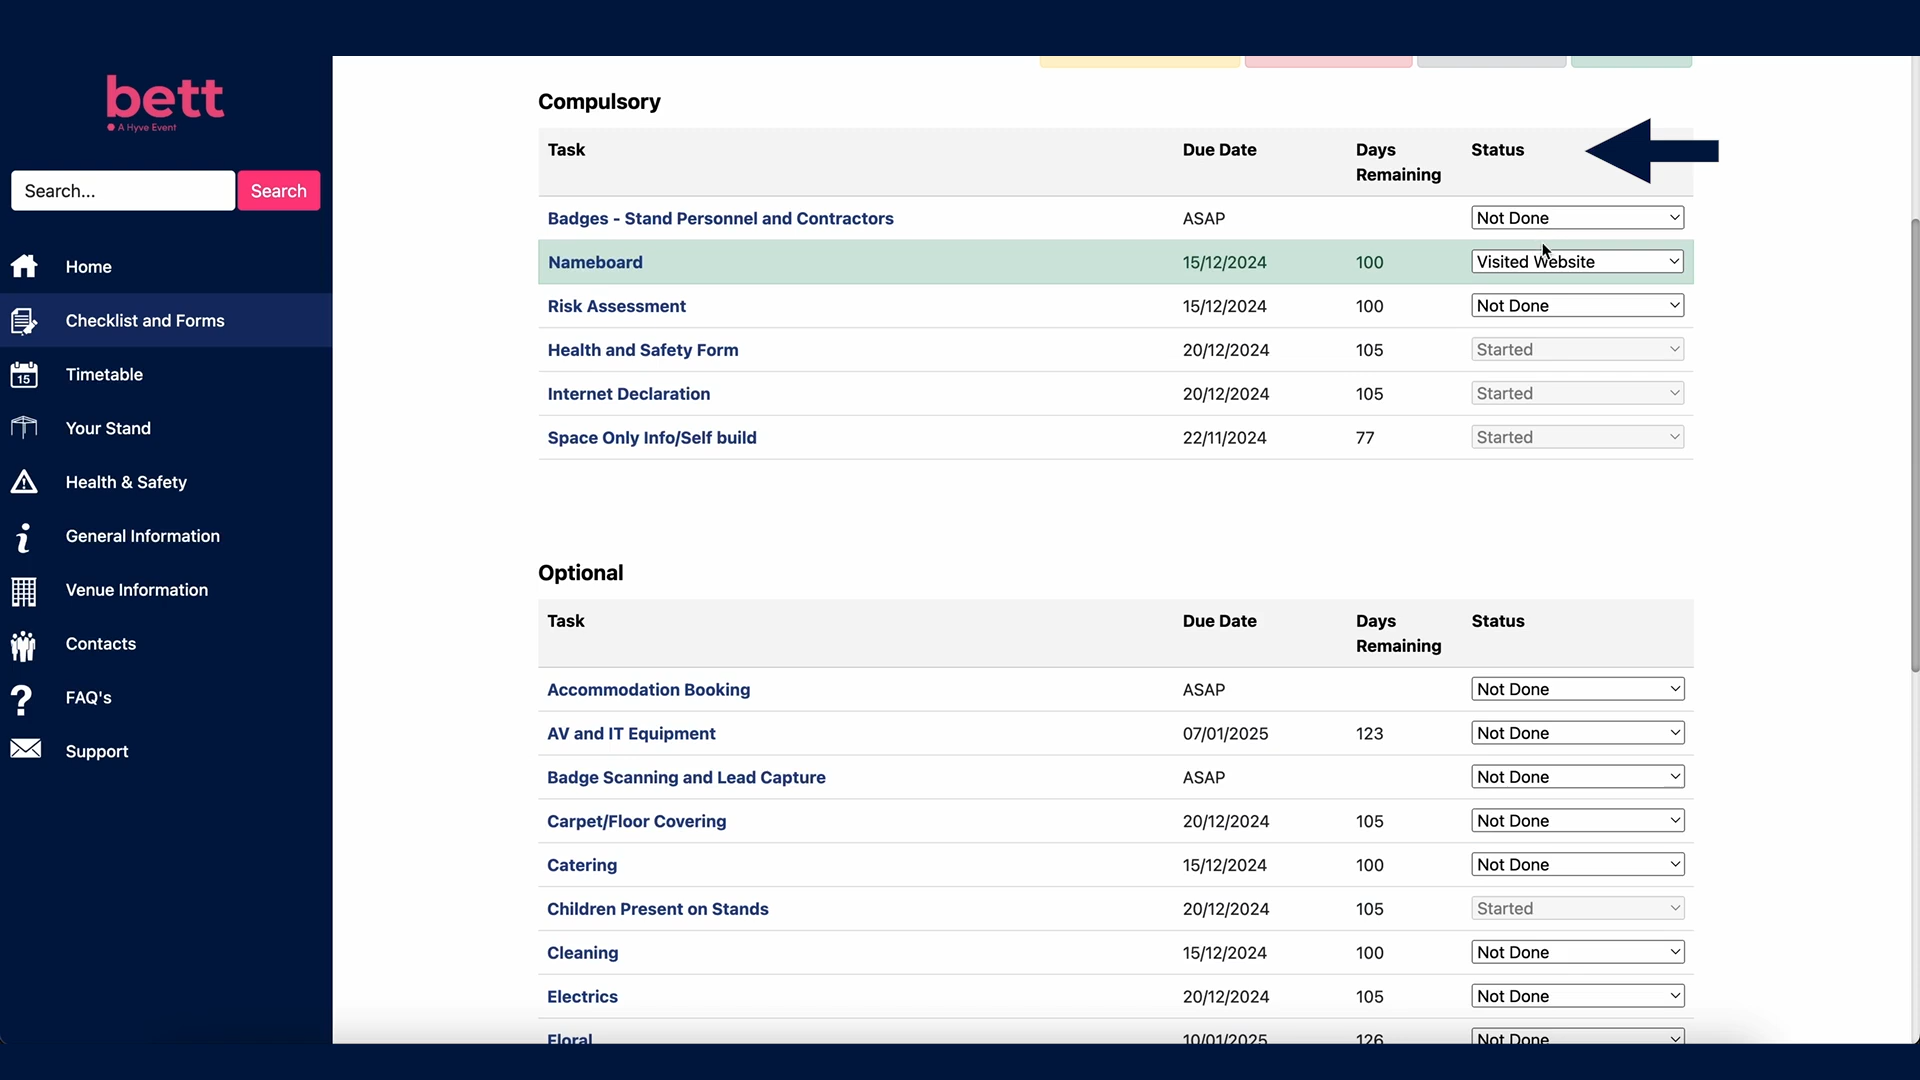 bett
A Hyve Event
Search...
Search
Home
Checklist and Forms
15
Timetable
Your Stand
Health & Safety
General Information
Venue Information
Contacts
FAQ's
Support
Compulsory
Task Due Date Days Remaining Status
Badges - Stand Personnel and Contractors ASAP Not Done
Nameboard 15/12/2024 100 Visited Website
Risk Assessment 15/12/2024 100 Not Done
Health and Safety Form 20/12/2024 105 Started
Internet Declaration 20/12/2024 105 Started
Space Only Info/Self build 22/11/2024 77 Started
Optional
Task Due Date Days Remaining Status
Accommodation Booking ASAP Not Done
AV and IT Equipment 07/01/2025 123 Not Done
Badge Scanning and Lead Capture ASAP Not Done
Carpet/Floor Covering 20/12/2024 105 Not Done
Catering 15/12/2024 100 Not Done
Children Present on Stands 20/12/2024 105 Started
Cleaning 15/12/2024 100 Not Done
Electrics 20/12/2024 105 Not Done
Floral 10/01/2025 126 Not Done